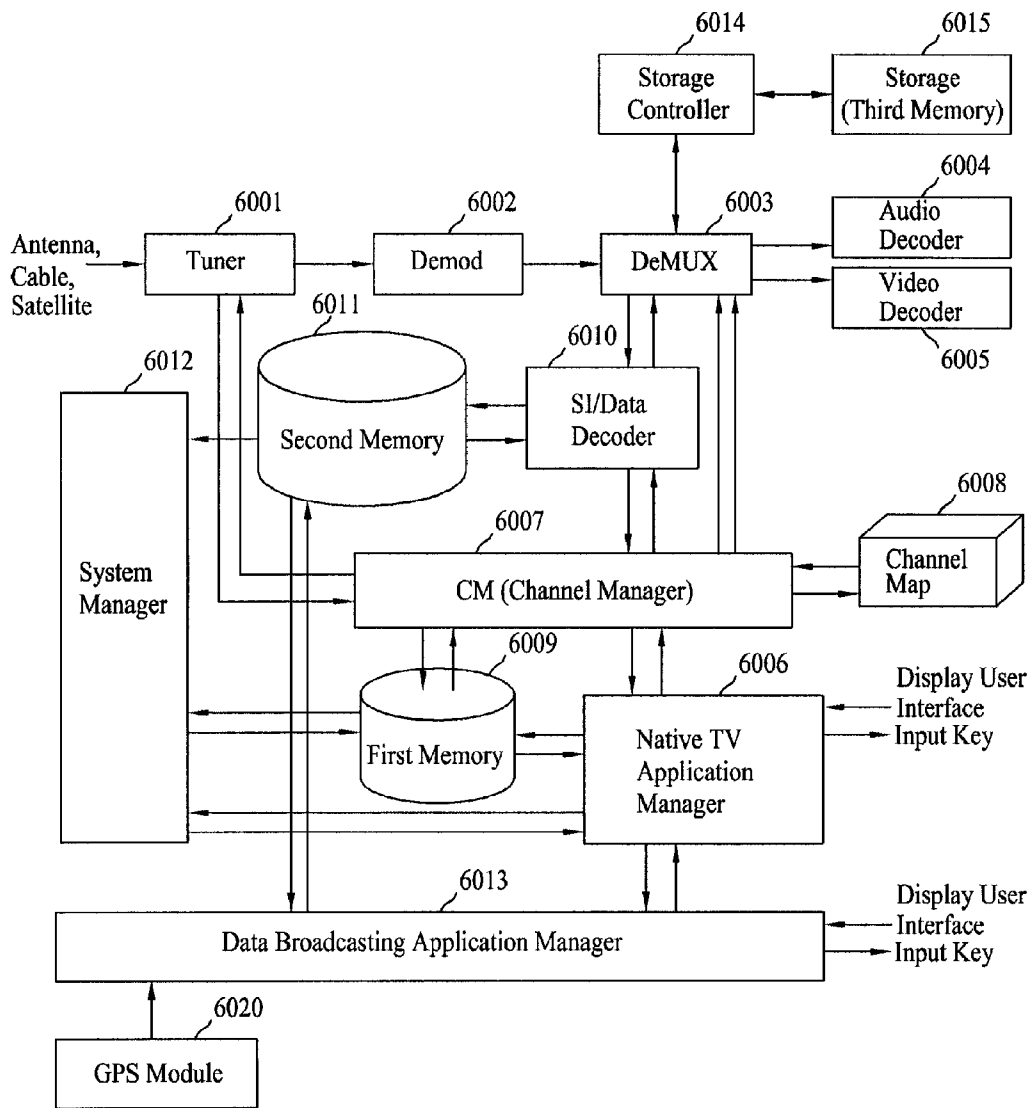 6014
6015
Storage
Controller
Storage
(Third Memory)
6004
6001
6002
6003
Audio
Decoder
Antenna,
Cable,
Satellite
Tuner
Demod
DeMUX
Video
Decoder
6011
6010
6005
6012
SI/Data
Decoder
Second Memory
6008
6007
System
Manager
CM (Channel Manager)
Channel
Map
6009
6006
Display User
Interface
Input Key
First Memory
Native TV
Application
Manager
6013
Display User
Interface
Input Key
Data Broadcasting Application Manager
6020
GPS Module